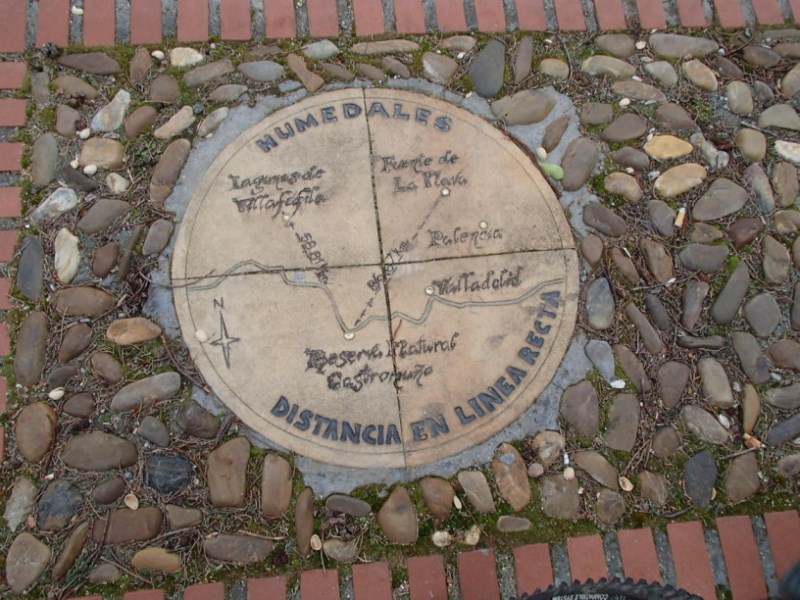 HUMEDALES
Lagunas de
Villafáfila
Fuente de
La Nava
Palencia
Valladolid
N
Reserva Natural
Castronuño
DISTANCIA EN LINEA RECTA